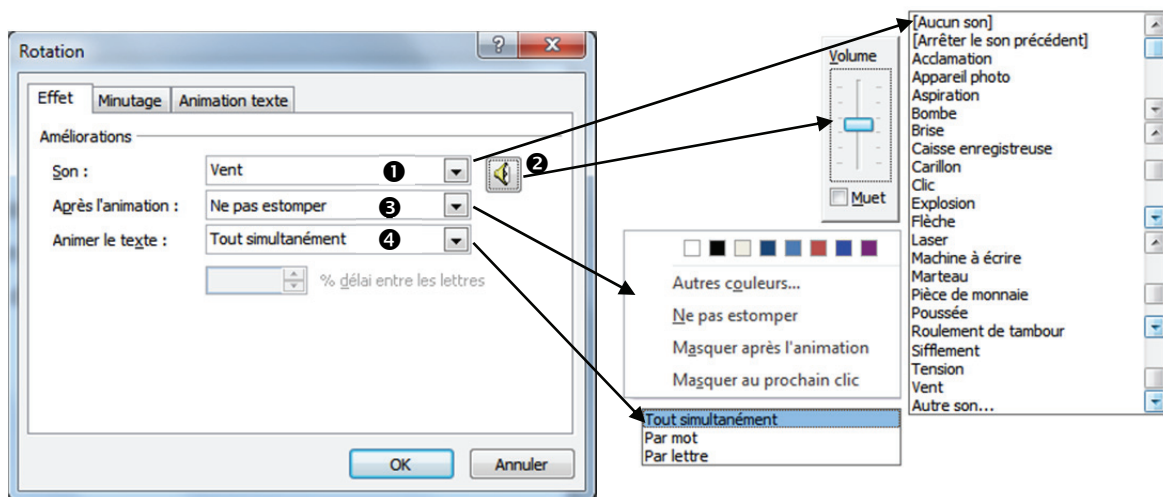 Rotation
Effet
Minutage
Animation texte
Améliorations
Son :
Vent
❶
❷
Après l'animation :
Ne pas estomper
❸
Animer le texte :
Tout simultanément
❹
% délai entre les lettres
OK
Annuler
Volume
Muet
Autres couleurs...
Ne pas estomper
Masquer après l'animation
Masquer au prochain clic
Tout simultanément
Par mot
Par lettre
[Aucun son]
[Arrêter le son précédent]
Acclamation
Appareil photo
Aspiration
Bombe
Brise
Caisse enregistreuse
Carillon
Clic
Explosion
Flèche
Laser
Machine à écrire
Marteau
Pièce de monnaie
Poussée
Roulement de tambour
Sifflement
Tension
Vent
Autre son...